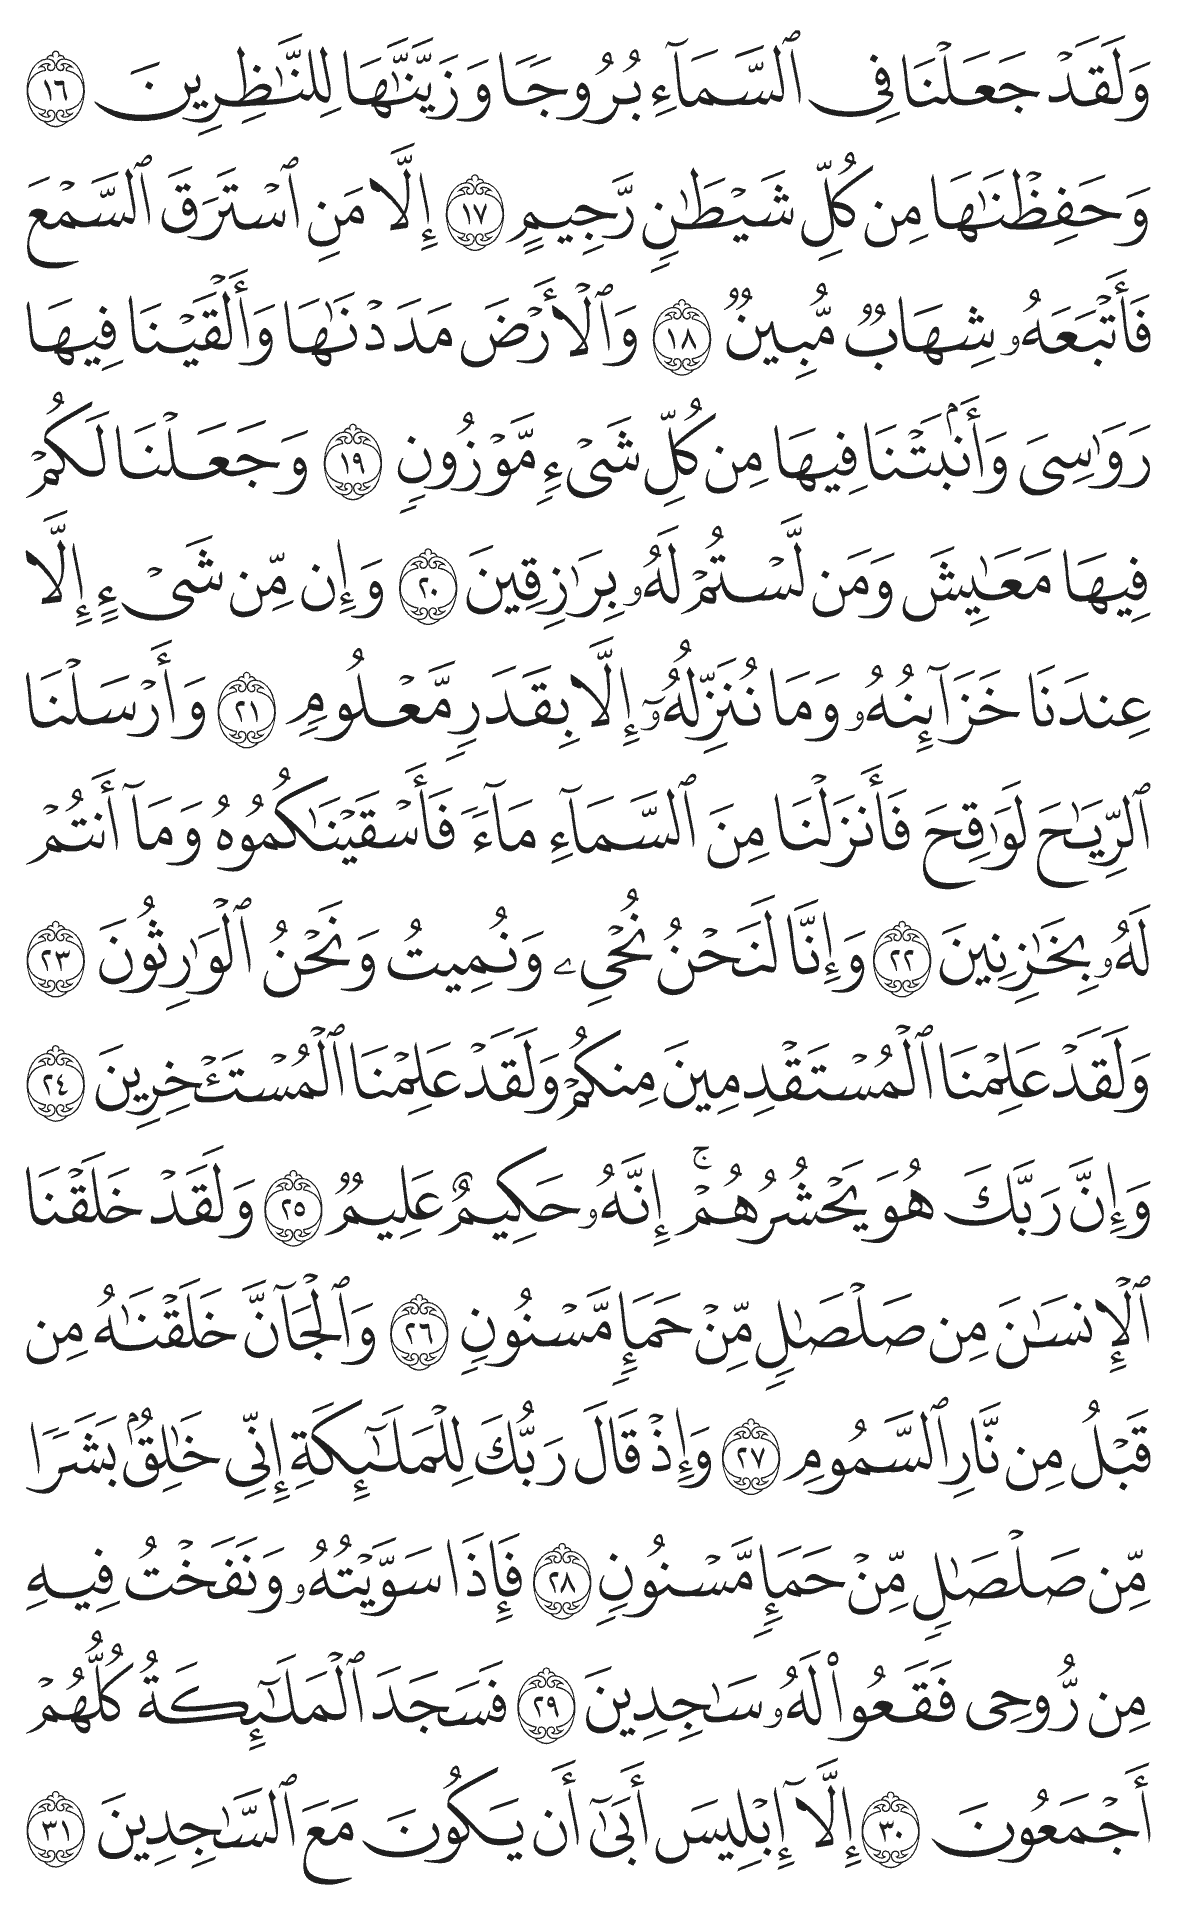 وَلَقَدْ جَعَلْنَا فِى ٱلسَّمَآءِ بُرُوجًا وَزَيَّنَّٰهَا لِلنَّٰظِرِينَ ١٦
وَحَفِظْنَٰهَا مِن كُلِّ شَيْطَٰنٍ رَّجِيمٍ ١٧ إِلَّا مَنِ ٱسْتَرَقَ ٱلسَّمْعَ
فَأَتْبَعَهُۥ شِهَابٌ مُّبِينٌ ١٨ وَٱلْأَرْضَ مَدَدْنَٰهَا وَأَلْقَيْنَا فِيهَا
رَوَٰسِىَ وَأَنۢبَتْنَا فِيهَا مِن كُلِّ شَىْءٍ مَّوْزُونٍ ١٩ وَجَعَلْنَا لَكُمْ
فِيهَا مَعَٰيِشَ وَمَن لَّسْتُمْ لَهُۥ بِرَٰزِقِينَ ٢٠ وَإِن مِّن شَىْءٍ إِلَّا
عِندَنَا خَزَآئِنُهُۥ وَمَا نُنَزِّلُهُۥٓ إِلَّا بِقَدَرٍ مَّعْلُومٍ ٢١ وَأَرْسَلْنَا
ٱلرِّيَٰحَ لَوَٰقِحَ فَأَنزَلْنَا مِنَ ٱلسَّمَآءِ مَآءً فَأَسْقَيْنَٰكُمُوهُ وَمَآ أَنتُمْ
لَهُۥ بِخَٰزِنِينَ ٢٢ وَإِنَّا لَنَحْنُ نُحْىِۦ وَنُمِيتُ وَنَحْنُ ٱلْوَٰرِثُونَ ٢٣
وَلَقَدْ عَلِمْنَا ٱلْمُسْتَقْدِمِينَ مِنكُمْ وَلَقَدْ عَلِمْنَا ٱلْمُسْتَـْٔخِرِينَ ٢٤
وَإِنَّ رَبَّكَ هُوَ يَحْشُرُهُمْ ۚ إِنَّهُۥ حَكِيمٌ عَلِيمٌ ٢٥ وَلَقَدْ خَلَقْنَا
ٱلْإِنسَٰنَ مِن صَلْصَٰلٍ مِّنْ حَمَإٍ مَّسْنُونٍ ٢٦ وَٱلْجَآنَّ خَلَقْنَٰهُ مِن
قَبْلُ مِن نَّارِ ٱلسَّمُومِ ٢٧ وَإِذْ قَالَ رَبُّكَ لِلْمَلَٰٓئِكَةِ إِنِّى خَٰلِقٌۢ بَشَرًا
مِّن صَلْصَٰلٍ مِّنْ حَمَإٍ مَّسْنُونٍ ٢٨ فَإِذَا سَوَّيْتُهُۥ وَنَفَخْتُ فِيهِ
مِن رُّوحِى فَقَعُوا۟ لَهُۥ سَٰجِدِينَ ٢٩ فَسَجَدَ ٱلْمَلَٰٓئِكَةُ كُلُّهُمْ
أَجْمَعُونَ ٣٠ إِلَّآ إِبْلِيسَ أَبَىٰٓ أَن يَكُونَ مَعَ ٱلسَّٰجِدِينَ ٣١